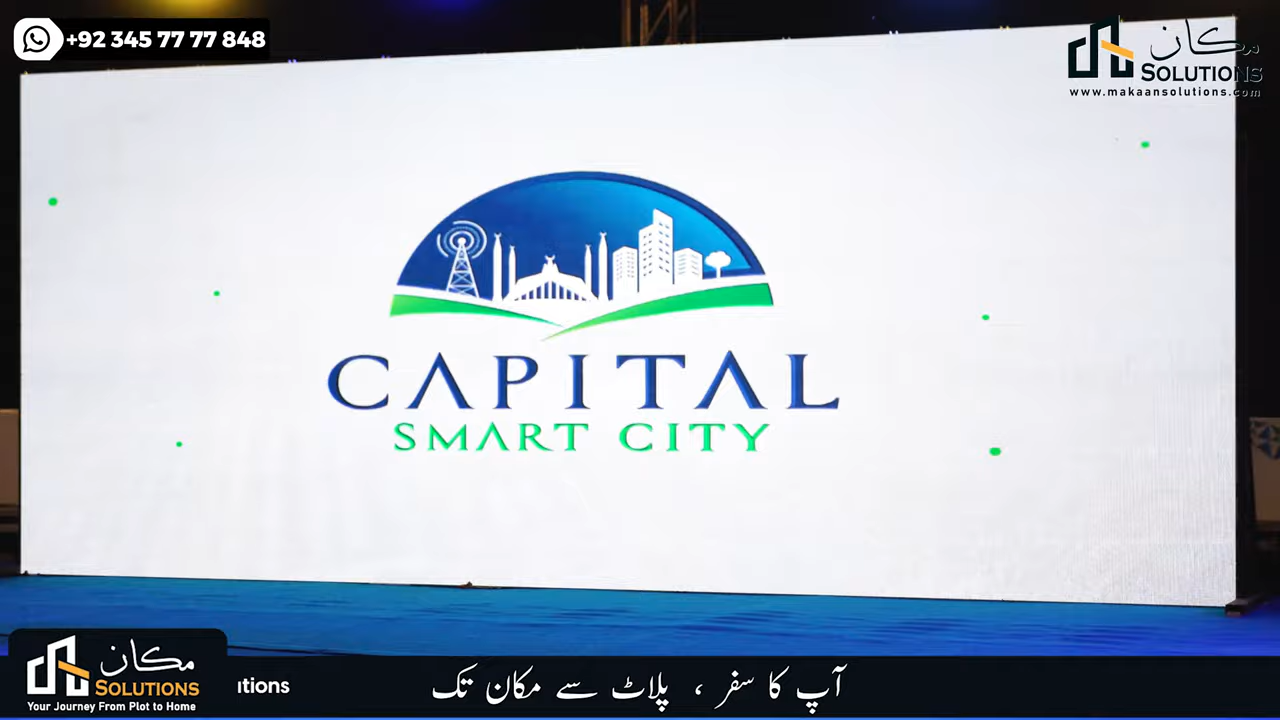 +92 345 77 77 848
مکان
SOLUTIONS
www.makaansolutions.com
CAPITAL
SMART CITY
مکان
SOLUTIONS
Your Journey From Plot to Home
itions
آپ کا سفر ، پلاٹ سے مکان تک